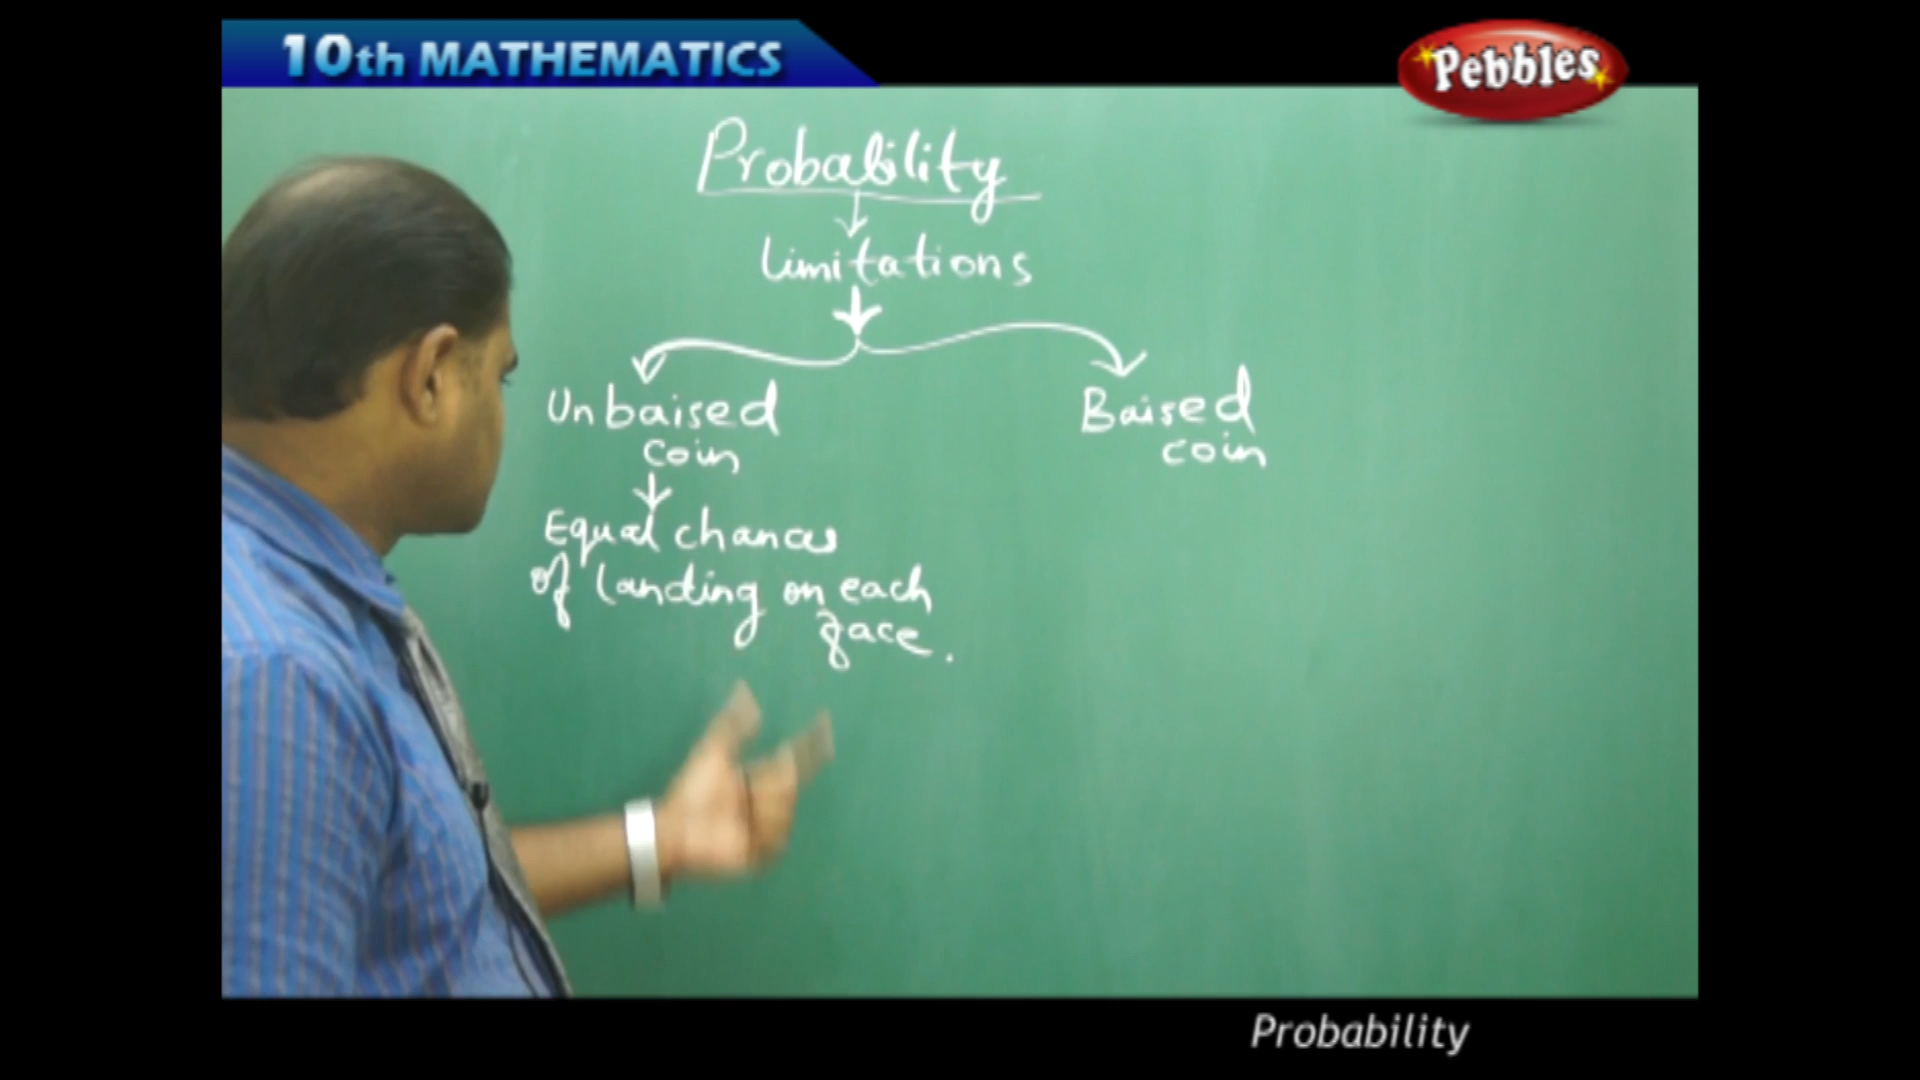 10th MATHEMATICS
Pebbles
Probability
Limitations
Unbaised
coin
Baised
coin
Equal chances
of landing on each
face.
Probability